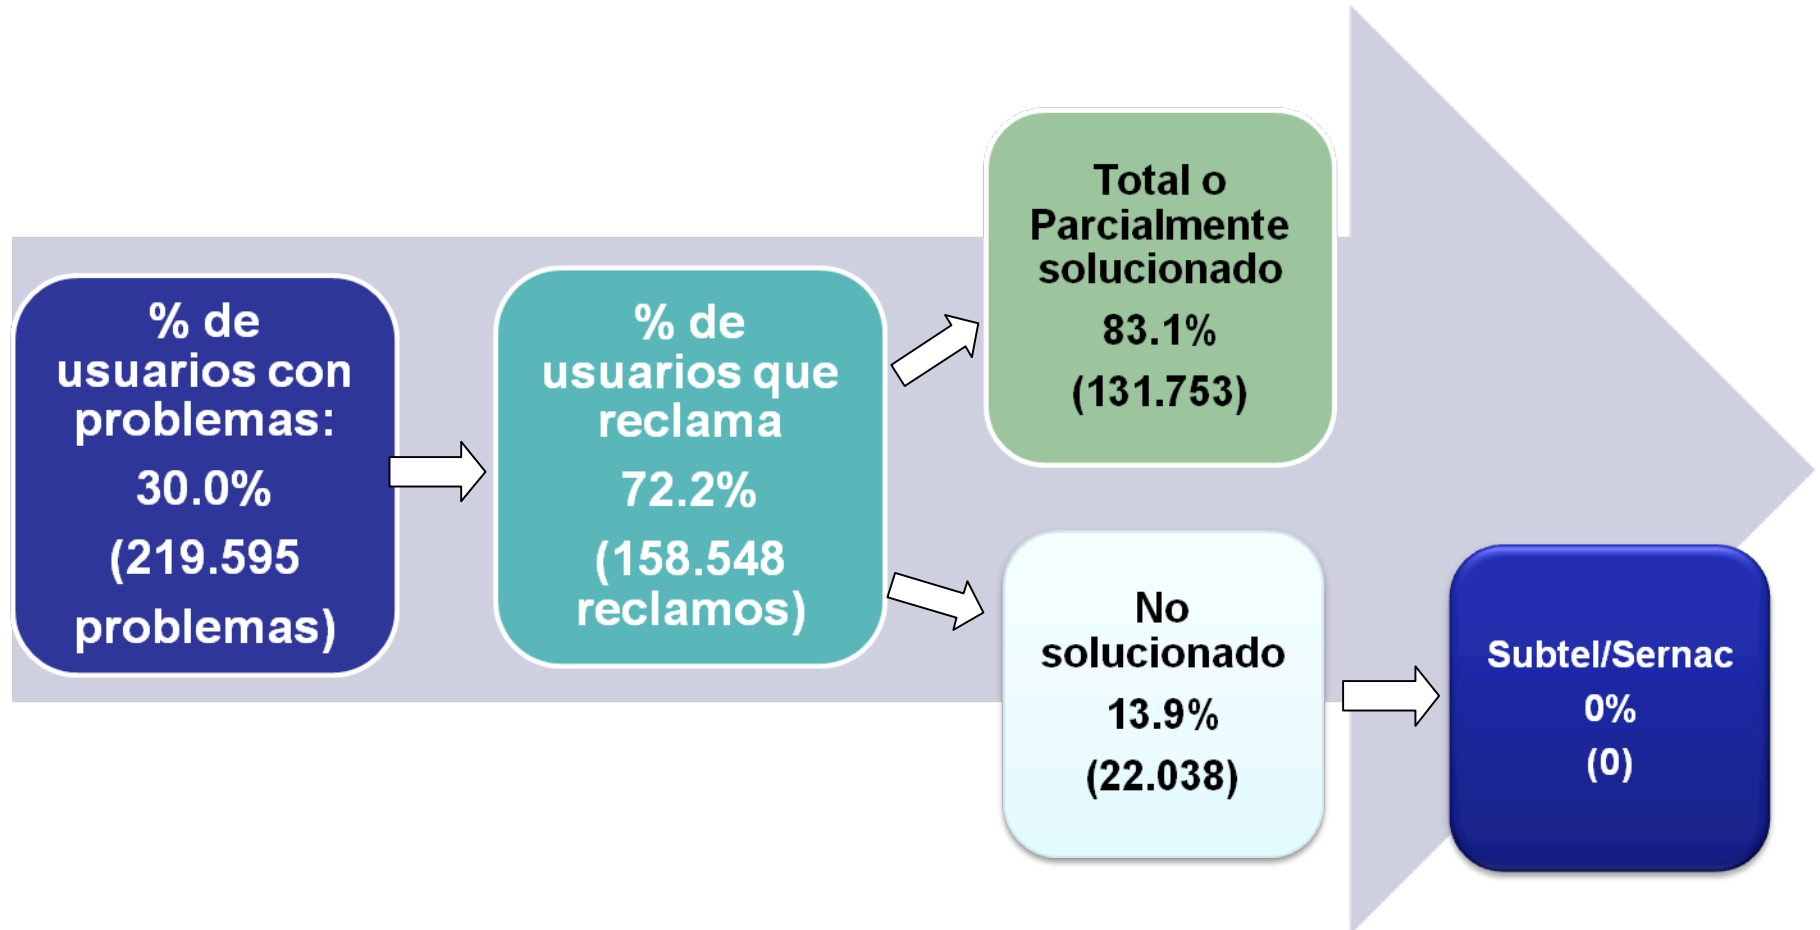 % de
usuarios con
problemas:
30.0%
(219.595
problemas)
% de
usuarios que
reclama
72.2%
(158.548
reclamos)
Total o
Parcialmente
solucionado
83.1%
(131.753)
No
solucionado
13.9%
(22.038)
Subtel/Sernac
0%
(0)